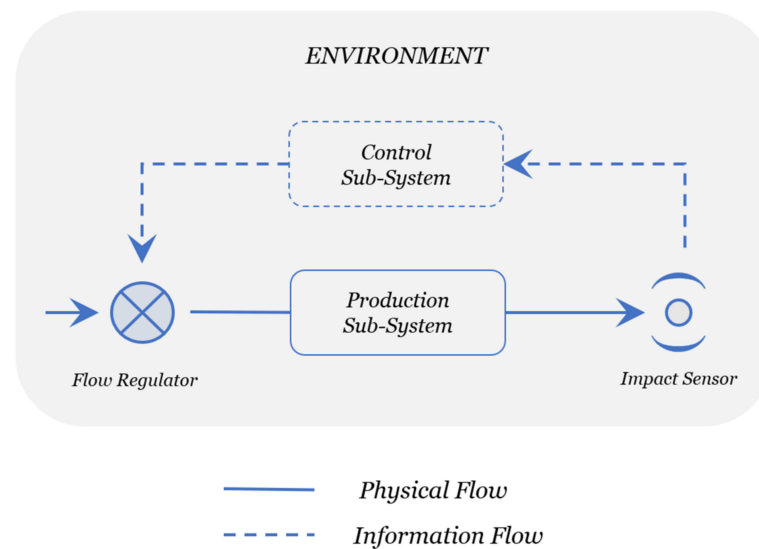 ENVIRONMENT
Control
Sub-System
Production
Sub-System
Flow Regulator
Impact Sensor
Physical Flow
Information Flow